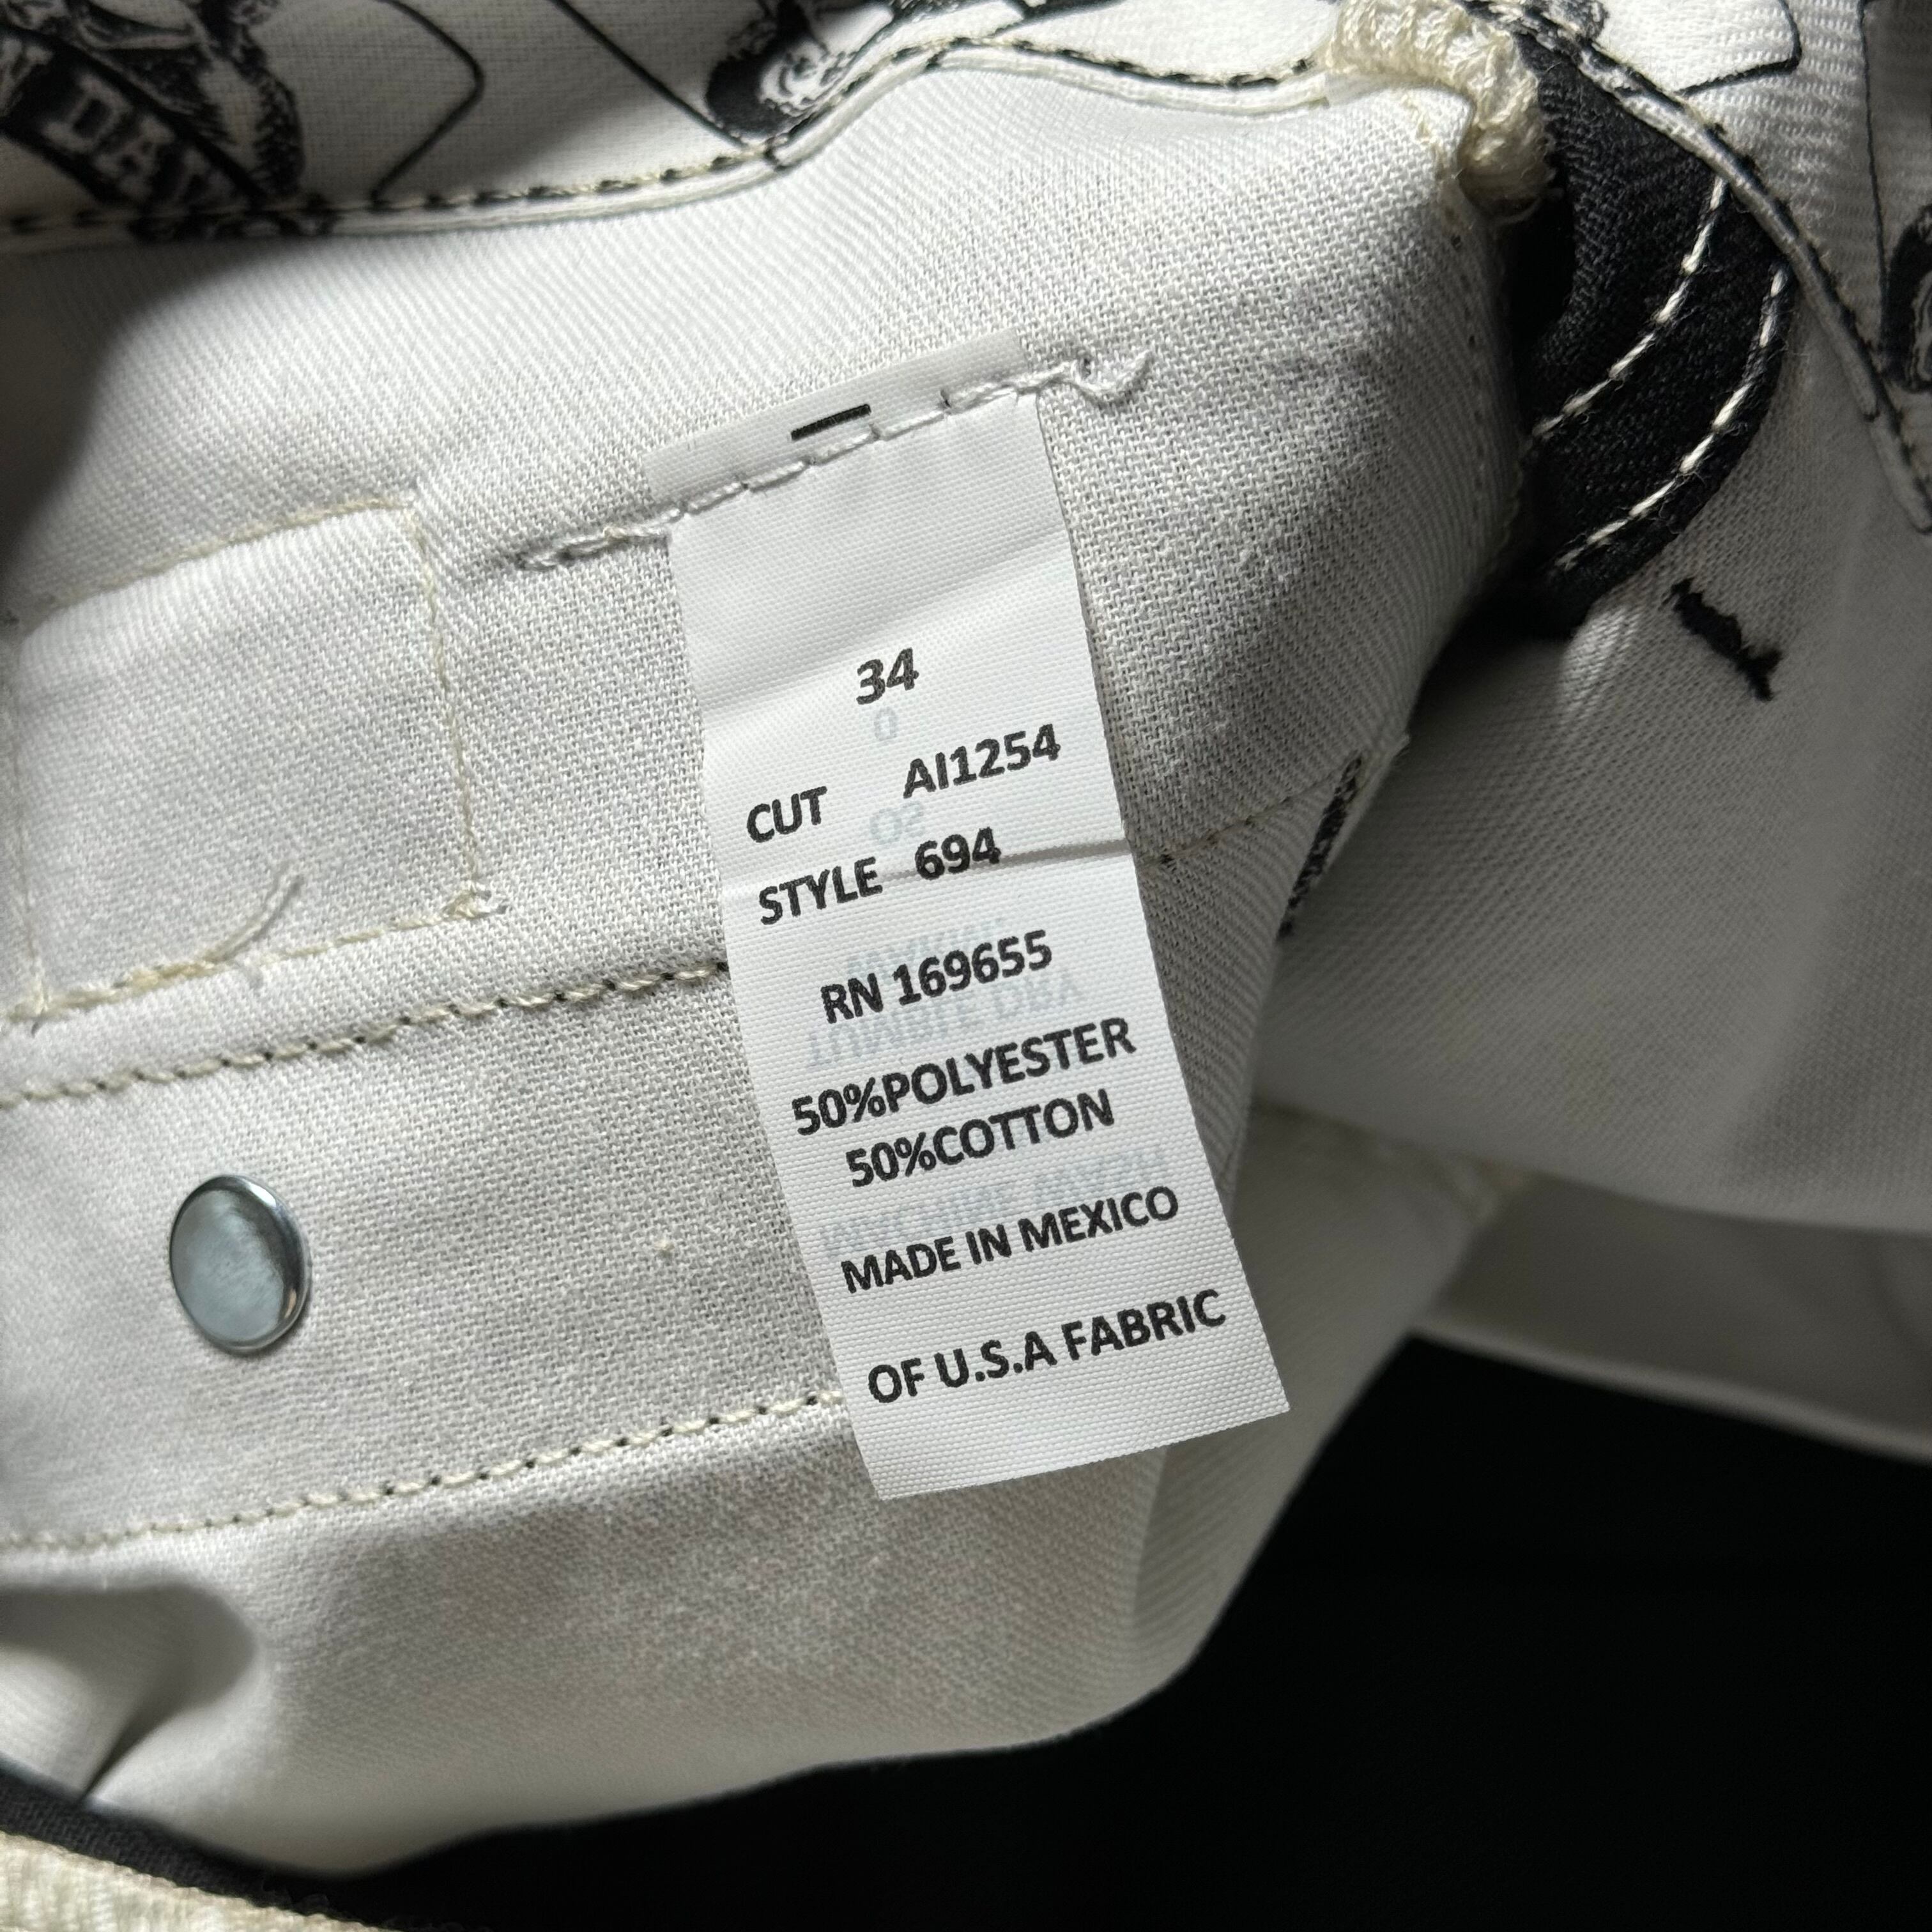 34
CUT AI1254
STYLE 694
RN 169655
50%POLYESTER
50%COTTON
MADE IN MEXICO
OF U.S.A FABRIC